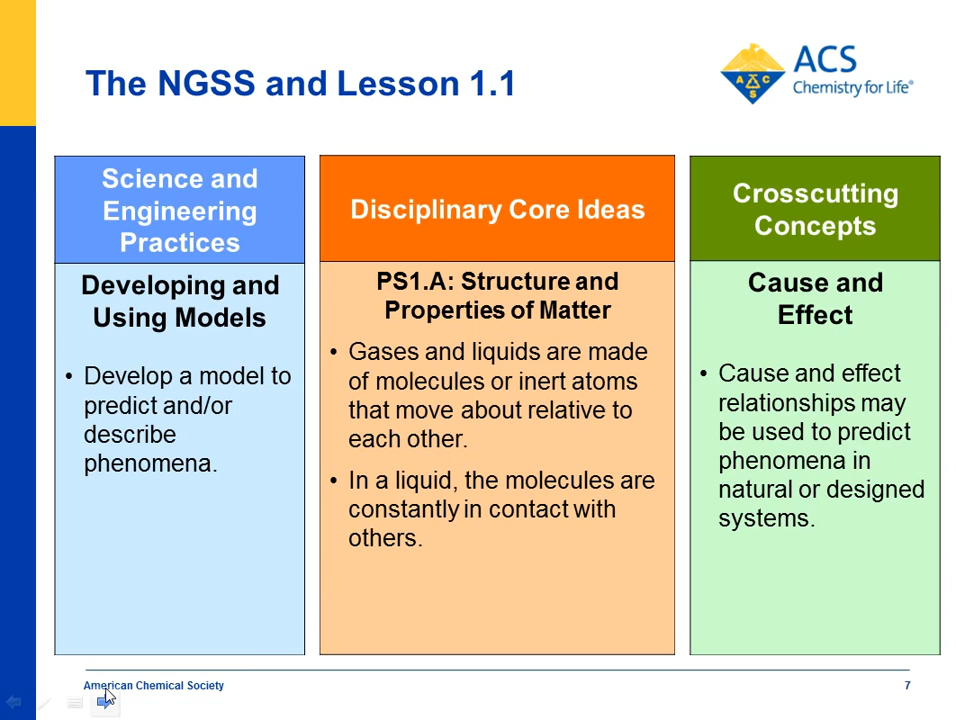 The NGSS and Lesson 1.1
A C S
ACS
Chemistry for Life®
Science and
Engineering
Practices
Developing and
Using Models
• Develop a model to
predict and/or
describe
phenomena.
Disciplinary Core Ideas
PS1.A: Structure and
Properties of Matter
• Gases and liquids are made
of molecules or inert atoms
that move about relative to
each other.
• In a liquid, the molecules are
constantly in contact with
others.
Crosscutting
Concepts
Cause and
Effect
• Cause and effect
relationships may
be used to predict
phenomena in
natural or designed
systems.
American Chemical Society
7